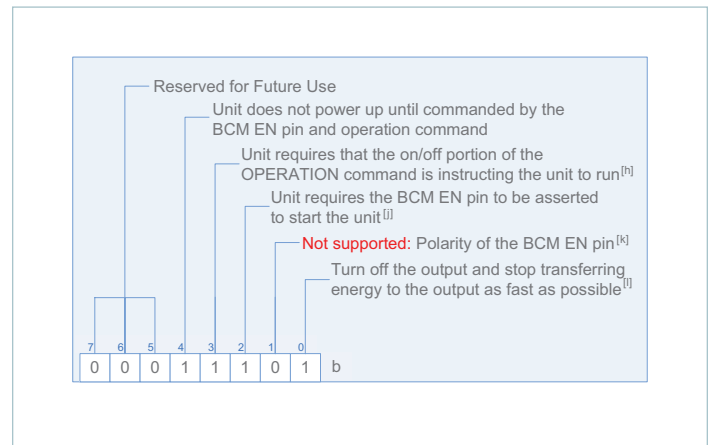 Reserved for Future Use
Unit does not power up until commanded by the
BCM EN pin and operation command
Unit requires that the on/off portion of the
OPERATION command is instructing the unit to run[h]
Unit requires the BCM EN pin to be asserted
to start the unit[j]
Not supported: Polarity of the BCM EN pin[k]
Turn off the output and stop transferring
energy to the output as fast as possible[l]
7 6 5 4 3 2 1 0
0 0 0 1 1 1 0 1 b